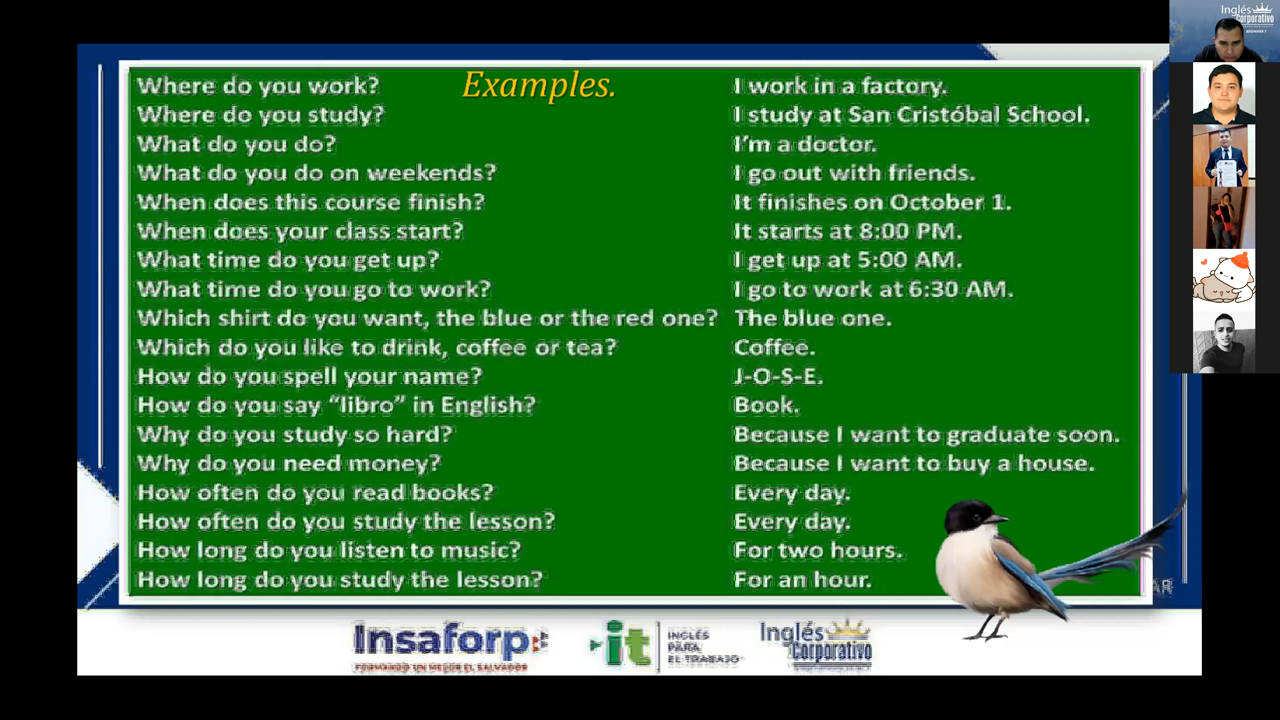 Inglés
Corporativo
BEGINNER 1
Examples.
Where do you work? I work in a factory.
Where do you study? I study at San Cristóbal School.
What do you do? I'm a doctor.
What do you do on weekends? I go out with friends.
When does this course finish? It finishes on October 1.
When does your class start? It starts at 8:00 PM.
What time do you get up? I get up at 5:00 AM.
What time do you go to work? I go to work at 6:30 AM.
Which shirt do you want, the blue or the red one? The blue one.
Which do you like to drink, coffee or tea? Coffee.
How do you spell your name? J-O-S-E.
How do you say “libro” in English? Book.
Why do you study so hard? Because I want to graduate soon.
Why do you need money? Because I want to buy a house.
How often do you read books? Every day.
How often do you study the lesson? Every day.
How long do you listen to music? For two hours.
How long do you study the lesson? For an hour.
Insaforp
FORMANDO UN MEJOR EL SALVADOR
it
INGLÉS
PARA
EL TRABAJO
Inglés
Corporativo